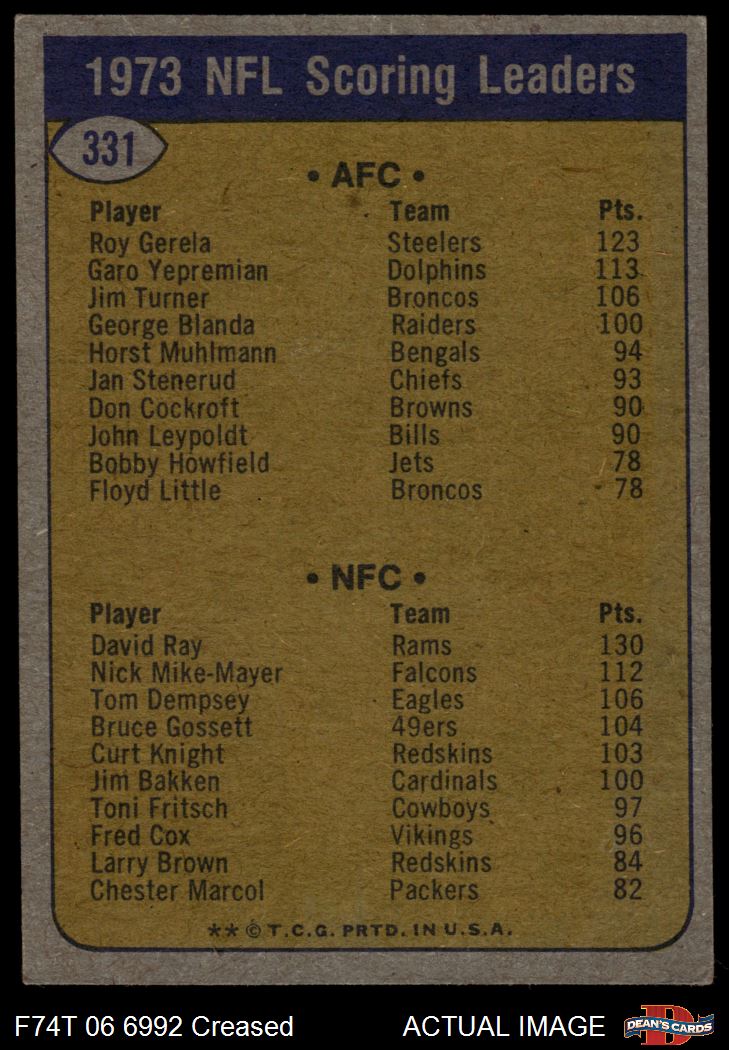 1973 NFL Scoring Leaders
331
• AFC •
Player Team Pts.
Roy Gerela Steelers 123
Garo Yepremian Dolphins 113
Jim Turner Broncos 106
George Blanda Raiders 100
Horst Muhlmann Bengals 94
Jan Stenerud Chiefs 93
Don Cockroft Browns 90
John Leypoldt Bills 90
Bobby Howfield Jets 78
Floyd Little Broncos 78
• NFC •
Player Team Pts.
David Ray Rams 130
Nick Mike-Mayer Falcons 112
Tom Dempsey Eagles 106
Bruce Gossett 49ers 104
Curt Knight Redskins 103
Jim Bakken Cardinals 100
Toni Fritsch Cowboys 97
Fred Cox Vikings 96
Larry Brown Redskins 84
Chester Marcol Packers 82
** © T.C.G. PRTD. IN U.S.A.
F74T 06 6992 Creased ACTUAL IMAGE
D
DEAN'S CARDS